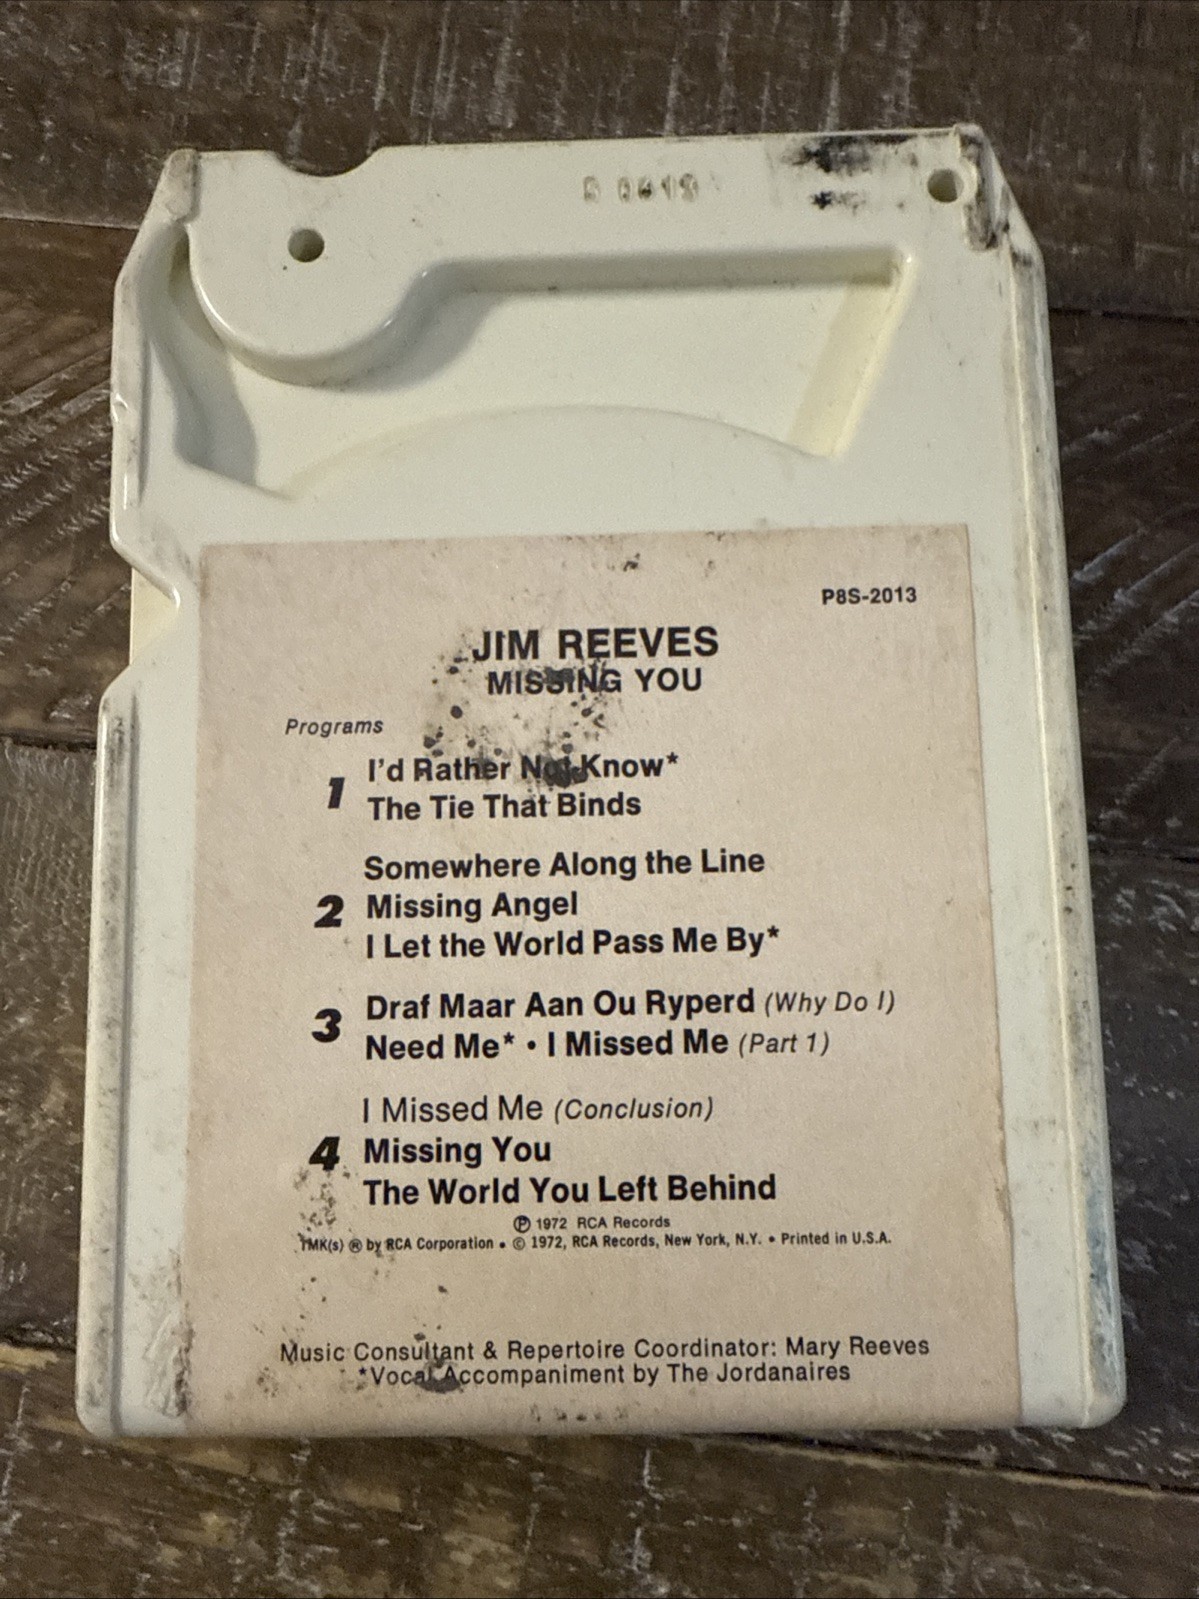 P8S-2013
JIM REEVES
MISSING YOU
Programs
1 I'd Rather Not Know*
The Tie That Binds
Somewhere Along the Line
2 Missing Angel
I Let the World Pass Me By*
3 Draf Maar Aan Ou Ryperd (Why Do I)
Need Me* • I Missed Me (Part 1)
I Missed Me (Conclusion)
4 Missing You
The World You Left Behind
℗ 1972 RCA Records
TMK(s) ® by RCA Corporation • © 1972, RCA Records, New York, N.Y. • Printed in U.S.A.
Music Consultant & Repertoire Coordinator: Mary Reeves
*Vocal Accompaniment by The Jordanaires